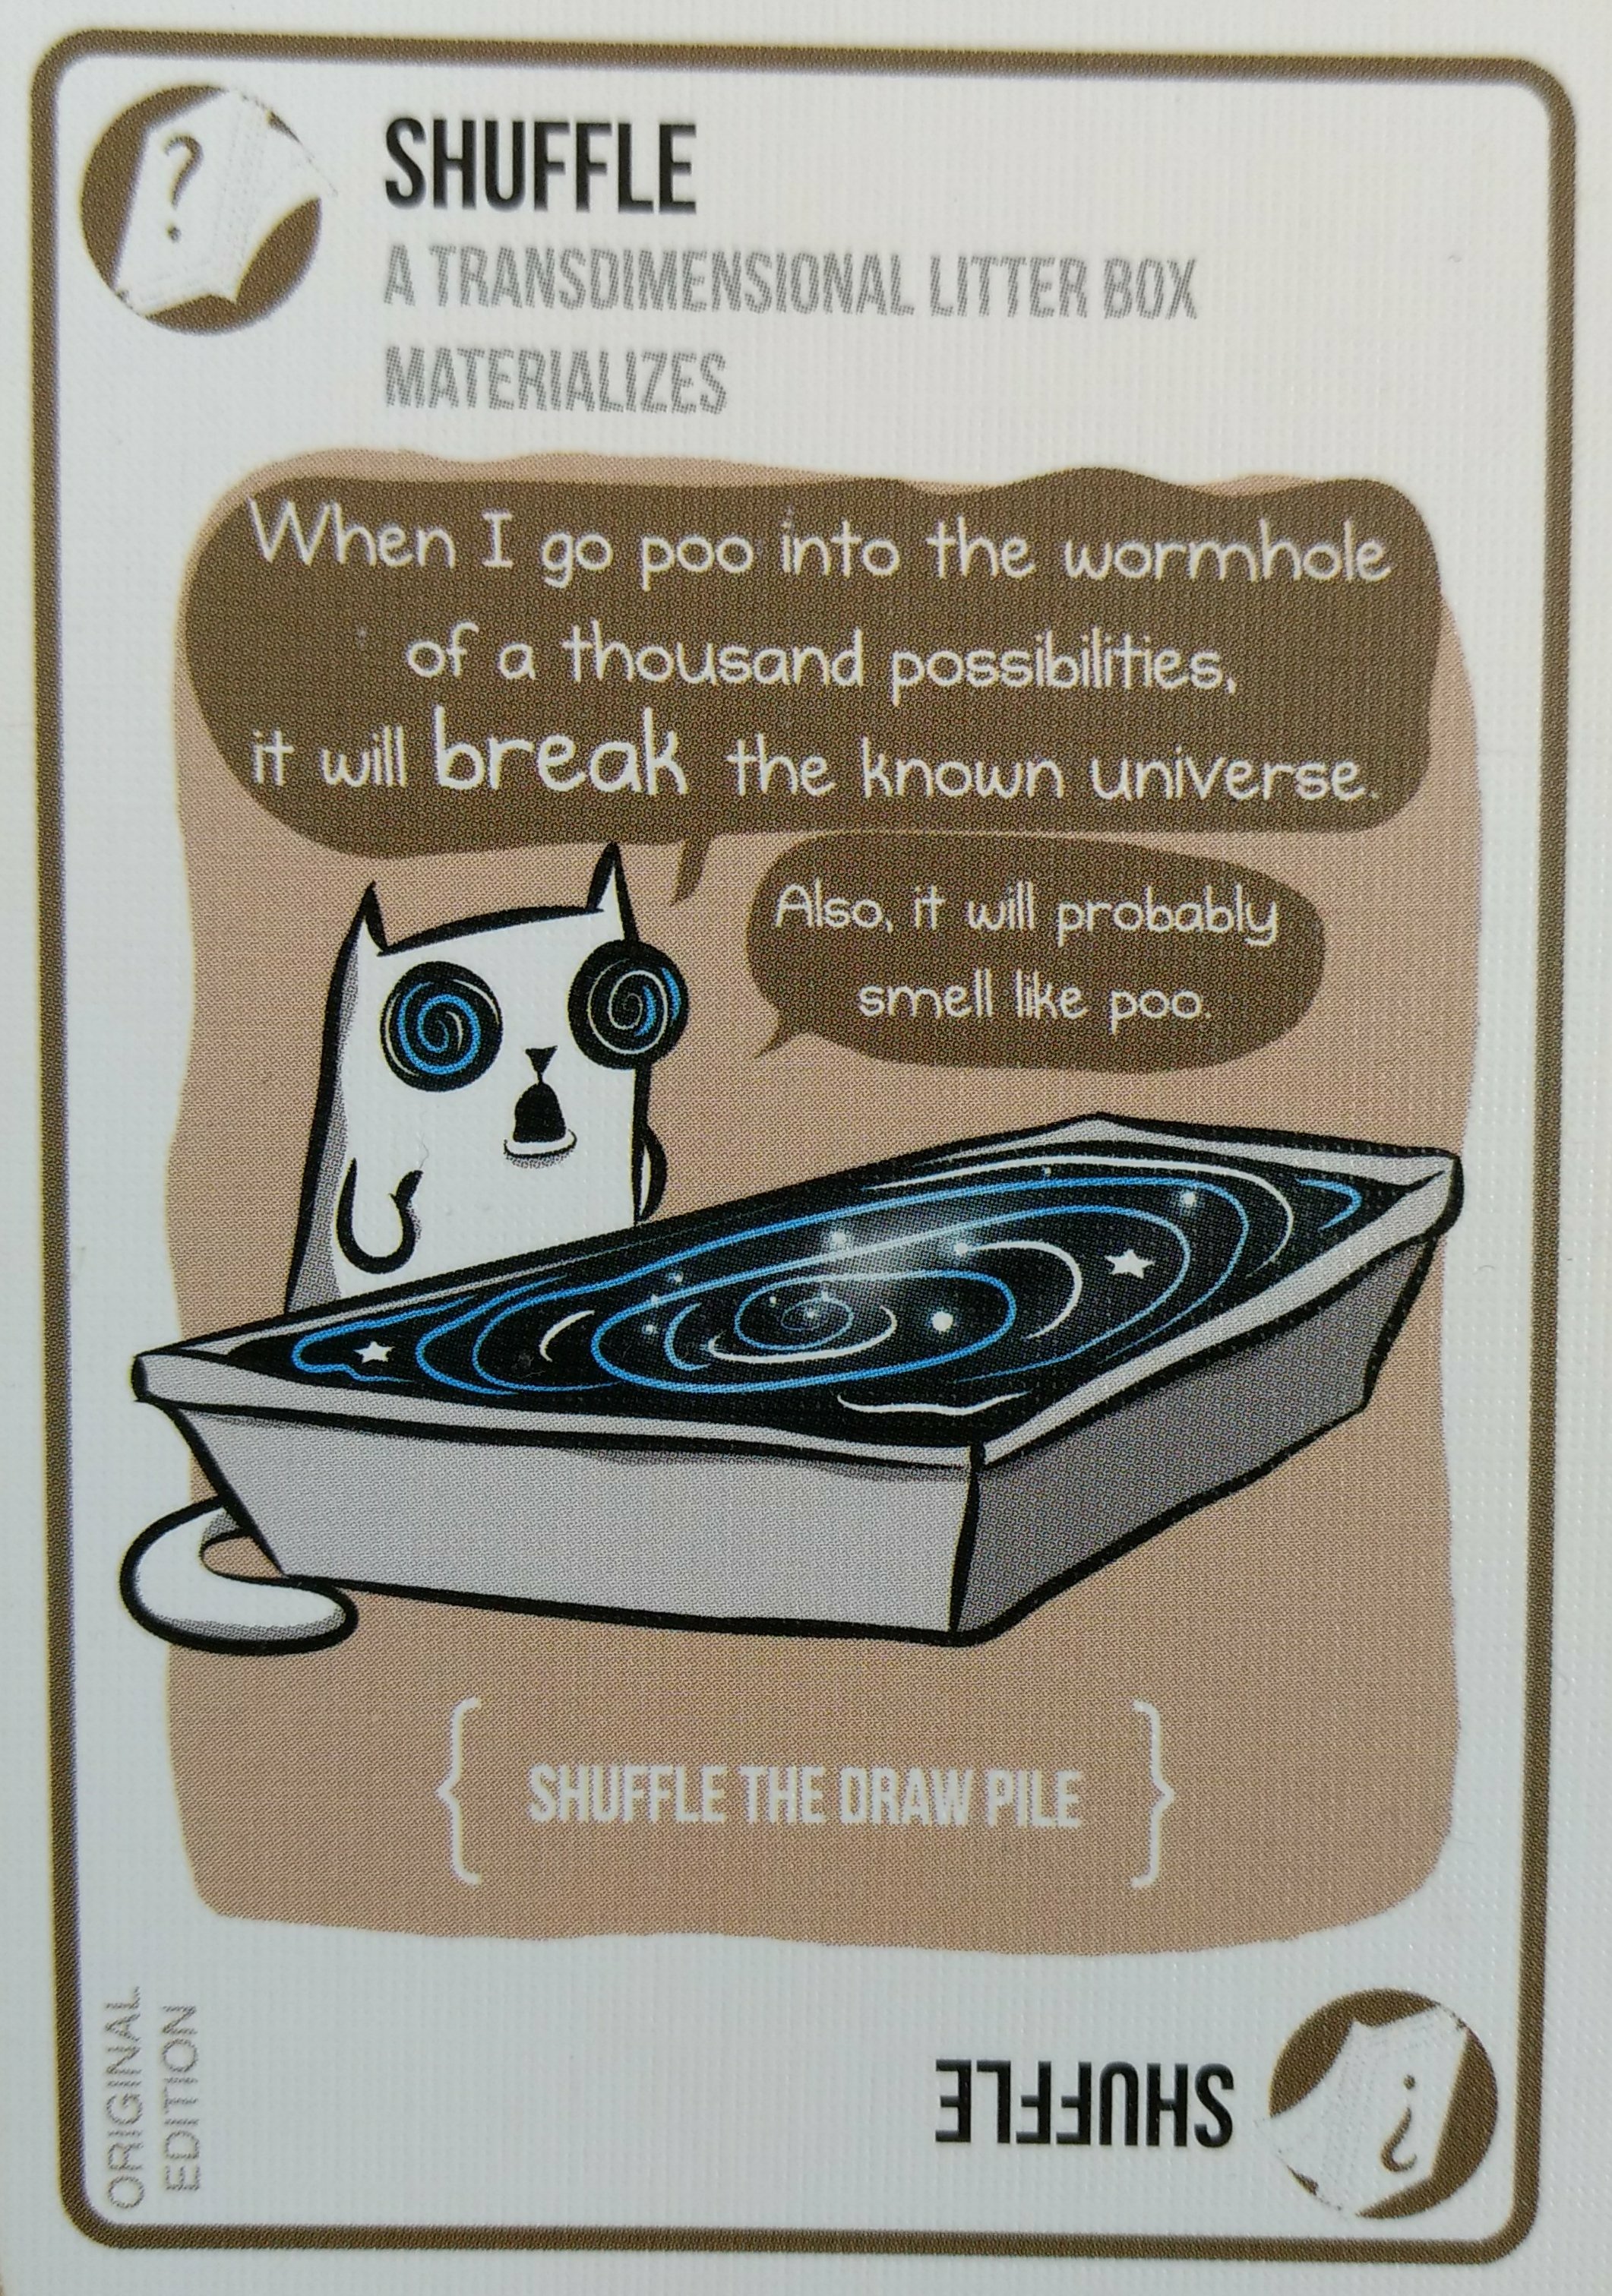 ?
SHUFFLE
A TRANSDIMENSIONAL LITTER BOX
MATERIALIZES
When I go poo into the wormhole
of a thousand possibilities,
it will break the known universe.
Also, it will probably
smell like poo.
{ SHUFFLE THE DRAW PILE }
ORIGINAL
EDITION
SHUFFLE
?